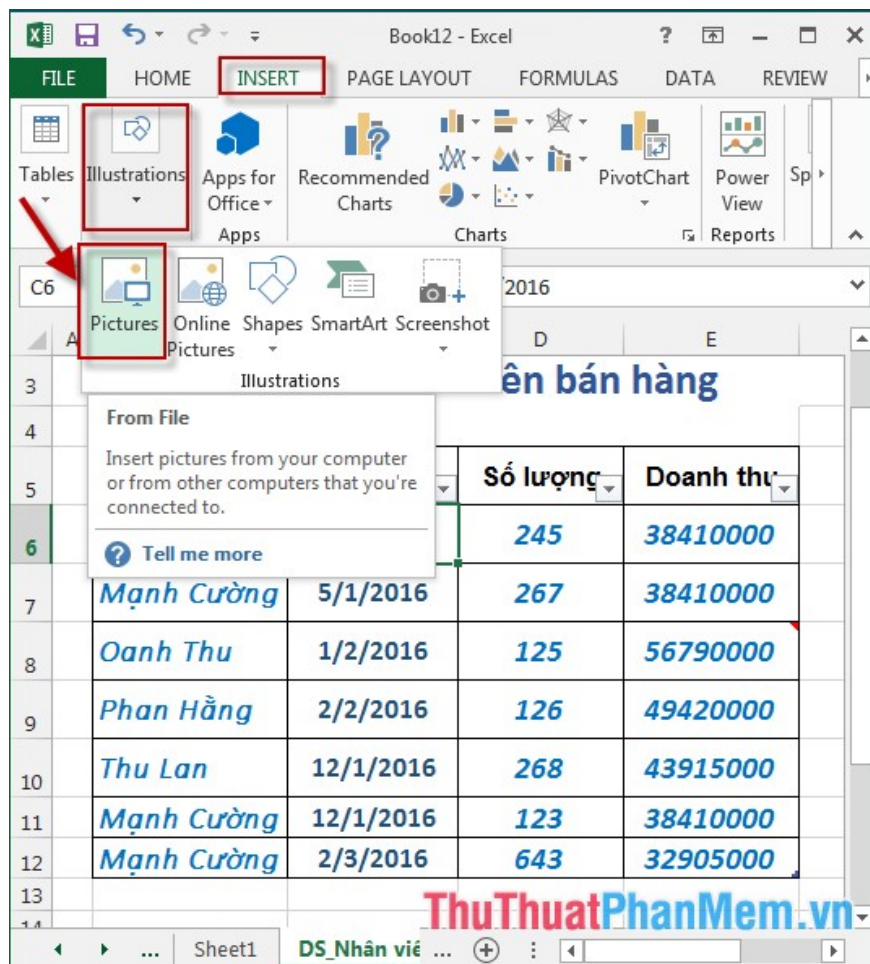 Book12 - Excel
FILE HOME INSERT PAGE LAYOUT FORMULAS DATA REVIEW
Tables Illustrations Apps for Office Recommended Charts PivotChart Power View Sp
Apps Charts Reports
C6 2016
Pictures Online Pictures Shapes SmartArt Screenshot
Illustrations
A D E
3 ên bán hàng
From File
4
Insert pictures from your computer
or from other computers that you're
connected to.
5 Số lượng Doanh thu
Tell me more
6 245 38410000
7 Mạnh Cường 5/1/2016 267 38410000
8 Oanh Thu 1/2/2016 125 56790000
9 Phan Hằng 2/2/2016 126 49420000
10 Thu Lan 12/1/2016 268 43915000
11 Mạnh Cường 12/1/2016 123 38410000
12 Mạnh Cường 2/3/2016 643 32905000
13
ThuThuatPhanMem.vn
... Sheet1 DS_Nhân viê ...